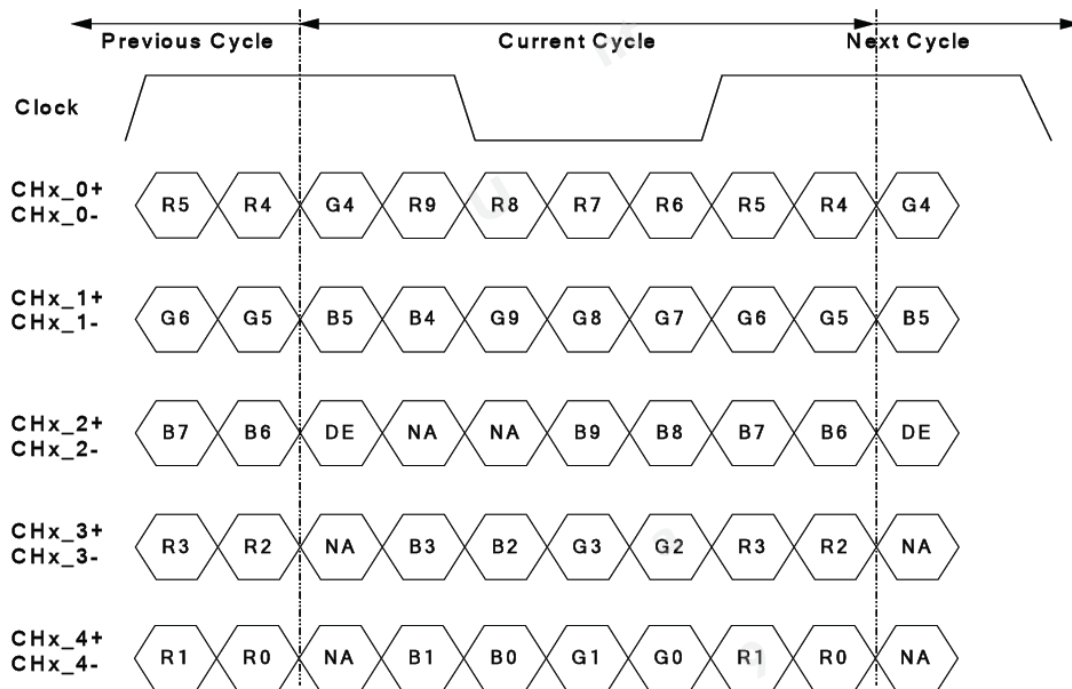 Previous Cycle Current Cycle Next Cycle
Clock
CHx_0+
CHx_0-
R5 R4 G4 R9 R8 R7 R6 R5 R4 G4
CHx_1+
CHx_1-
G6 G5 B5 B4 G9 G8 G7 G6 G5 B5
CHx_2+
CHx_2-
B7 B6 DE NA NA B9 B8 B7 B6 DE
CHx_3+
CHx_3-
R3 R2 NA B3 B2 G3 G2 R3 R2 NA
CHx_4+
CHx_4-
R1 R0 NA B1 B0 G1 G0 R1 R0 NA